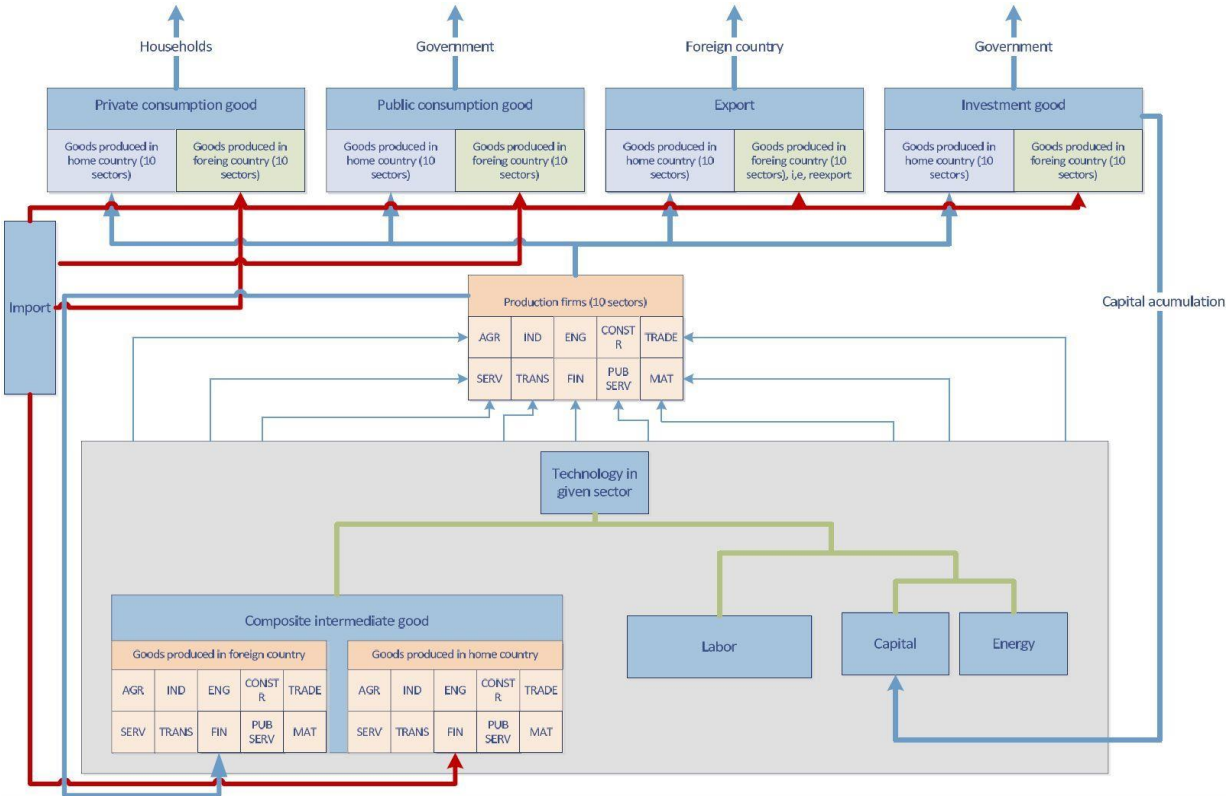 Households
Government
Foreign country
Government
Private consumption good
Public consumption good
Export
Investment good
Goods produced in
home country (10
sectors)
Goods produced in
foreing country (10
sectors)
Goods produced in
home country (10
sectors)
Goods produced in
foreing country (10
sectors)
Goods produced in
home country (10
sectors)
Goods produced in
foreing country (10
sectors), i,e, reexport
Goods produced in
home country (10
sectors)
Goods produced in
foreing country (10
sectors)
Import
Capital acumulation
Production firms (10 sectors)
AGR IND ENG CONST
R TRADE
SERV TRANS FIN PUB
SERV MAT
Technology in
given sector
Composite intermediate good
Goods produced in foreign country
AGR IND ENG CONST
R TRADE
SERV TRANS FIN PUB
SERV MAT
Goods produced in home country
AGR IND ENG CONST
R TRADE
SERV TRANS FIN PUB
SERV MAT
Labor
Capital
Energy